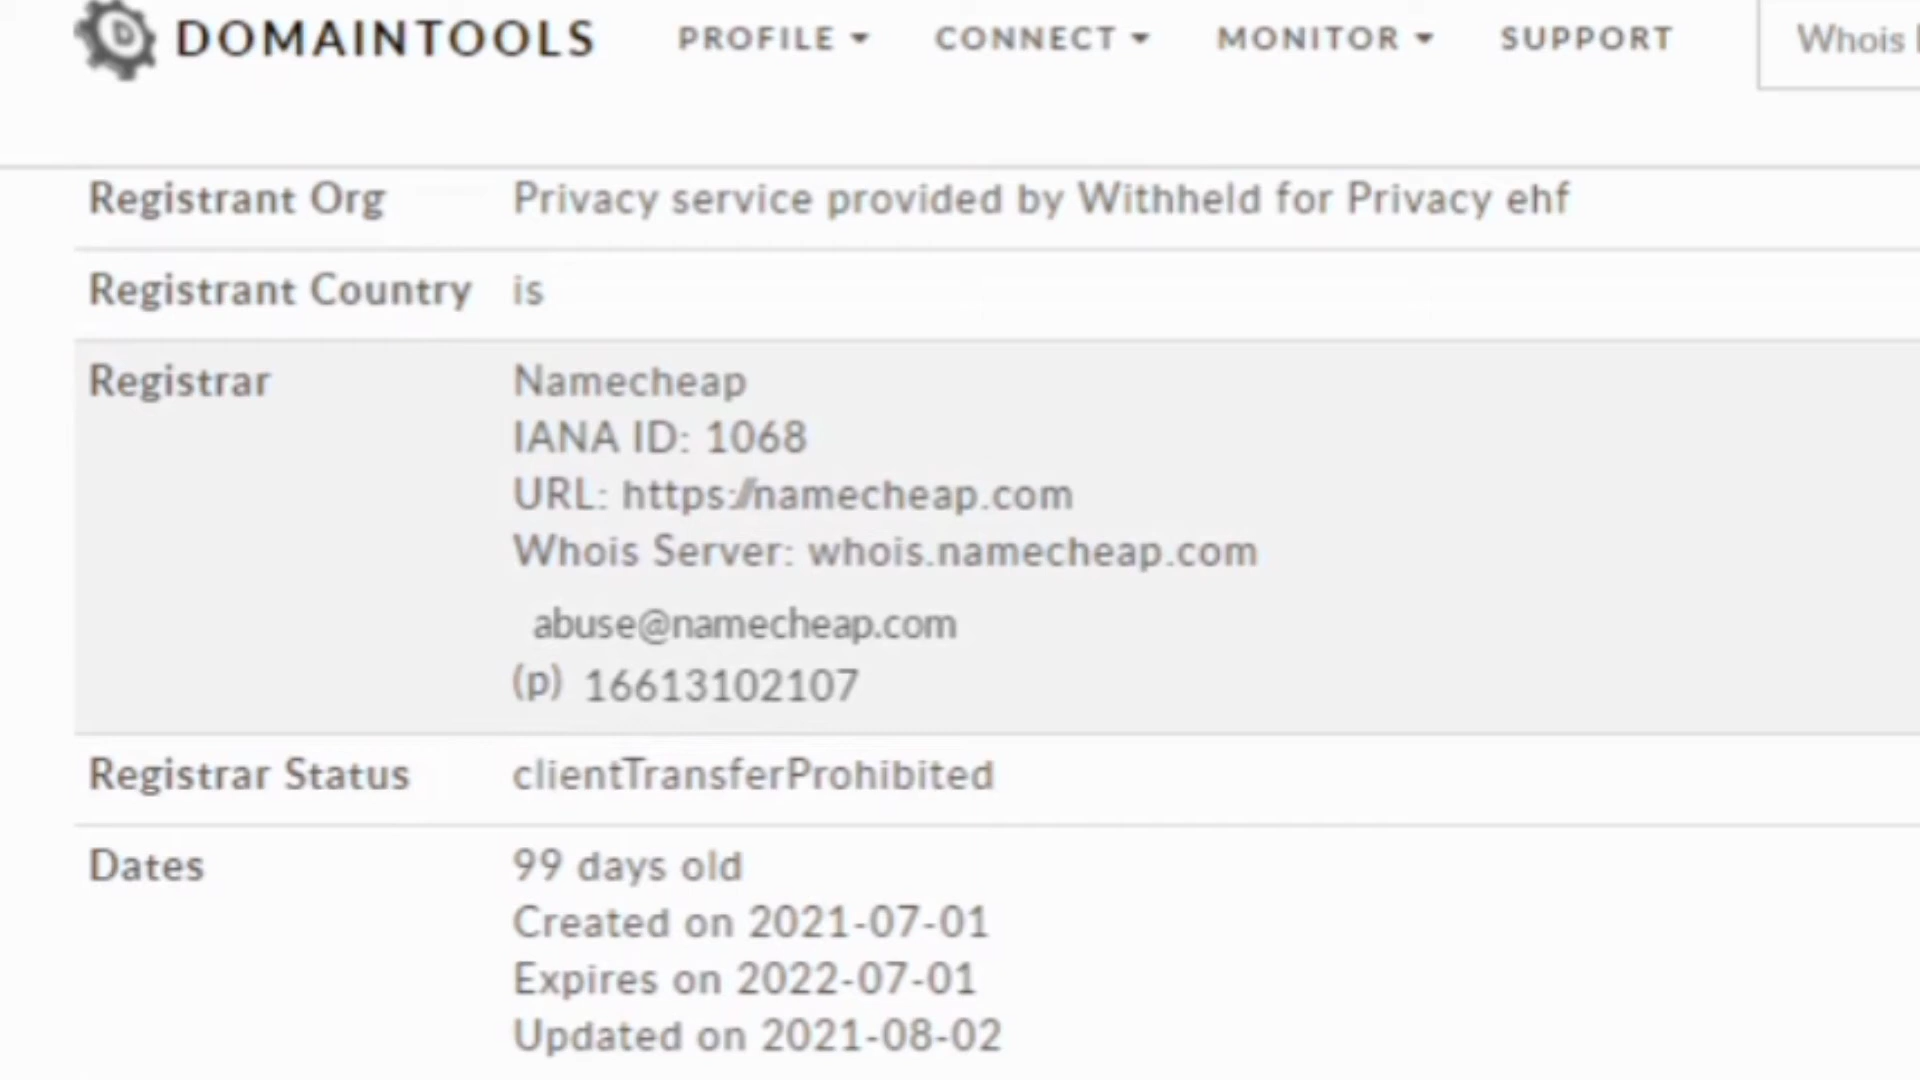 DOMAINTOOLS PROFILE CONNECT MONITOR SUPPORT Whois
Registrant Org Privacy service provided by Withheld for Privacy ehf
Registrant Country is
Registrar Namecheap
IANA ID: 1068
URL: https://namecheap.com
Whois Server: whois.namecheap.com
abuse@namecheap.com
(p) 16613102107
Registrar Status clientTransferProhibited
Dates 99 days old
Created on 2021-07-01
Expires on 2022-07-01
Updated on 2021-08-02